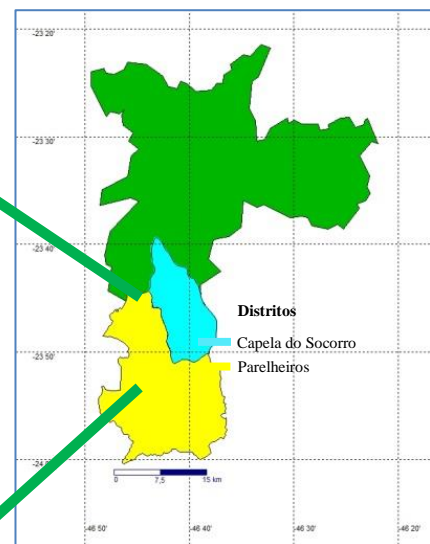 -23 20
-23 30
-23 40
Distritos
Capela do Socorro
-23 50
Parelheiros
0 7,5 15 km
-46 50 -46 40 -46 30 -46 20